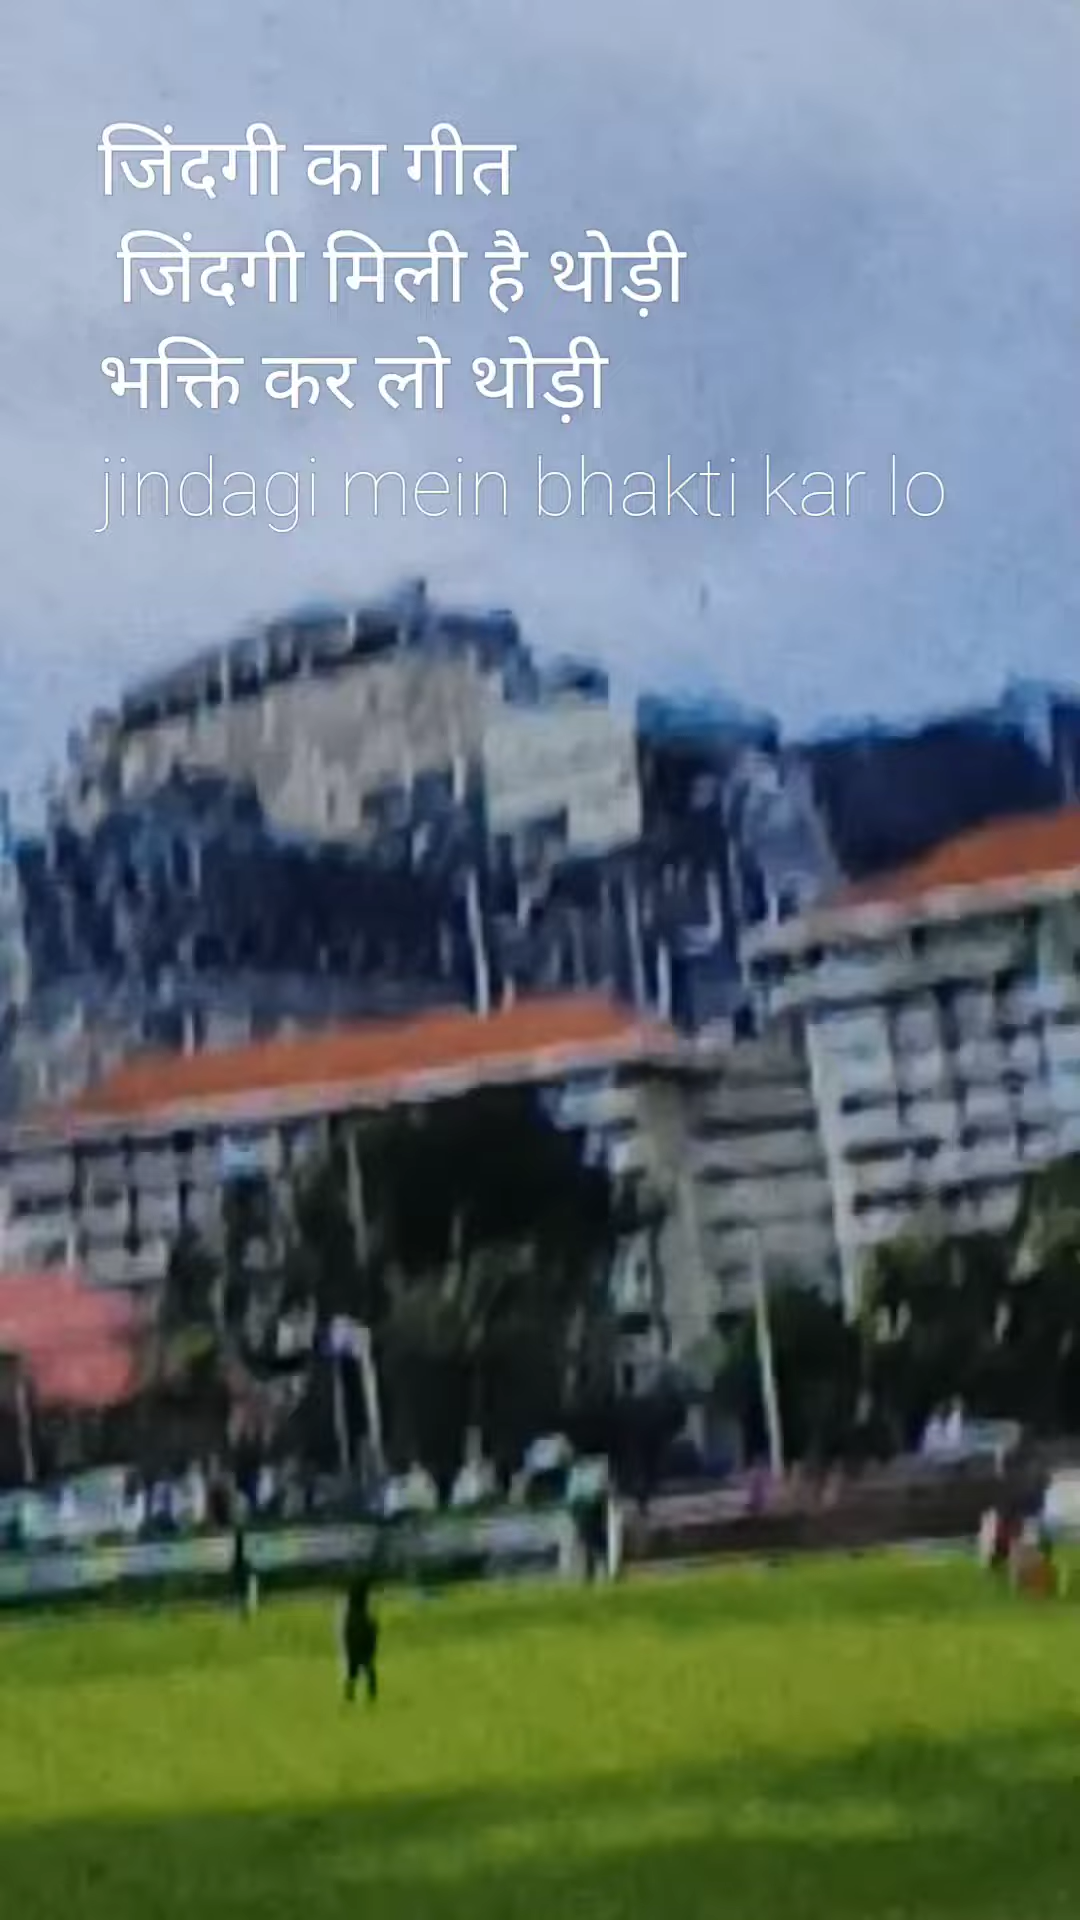 जिंदगी का गीत
जिंदगी मिली है थोड़ी
भक्ति कर लो थोड़ी
jindagi mein bhakti kar lo